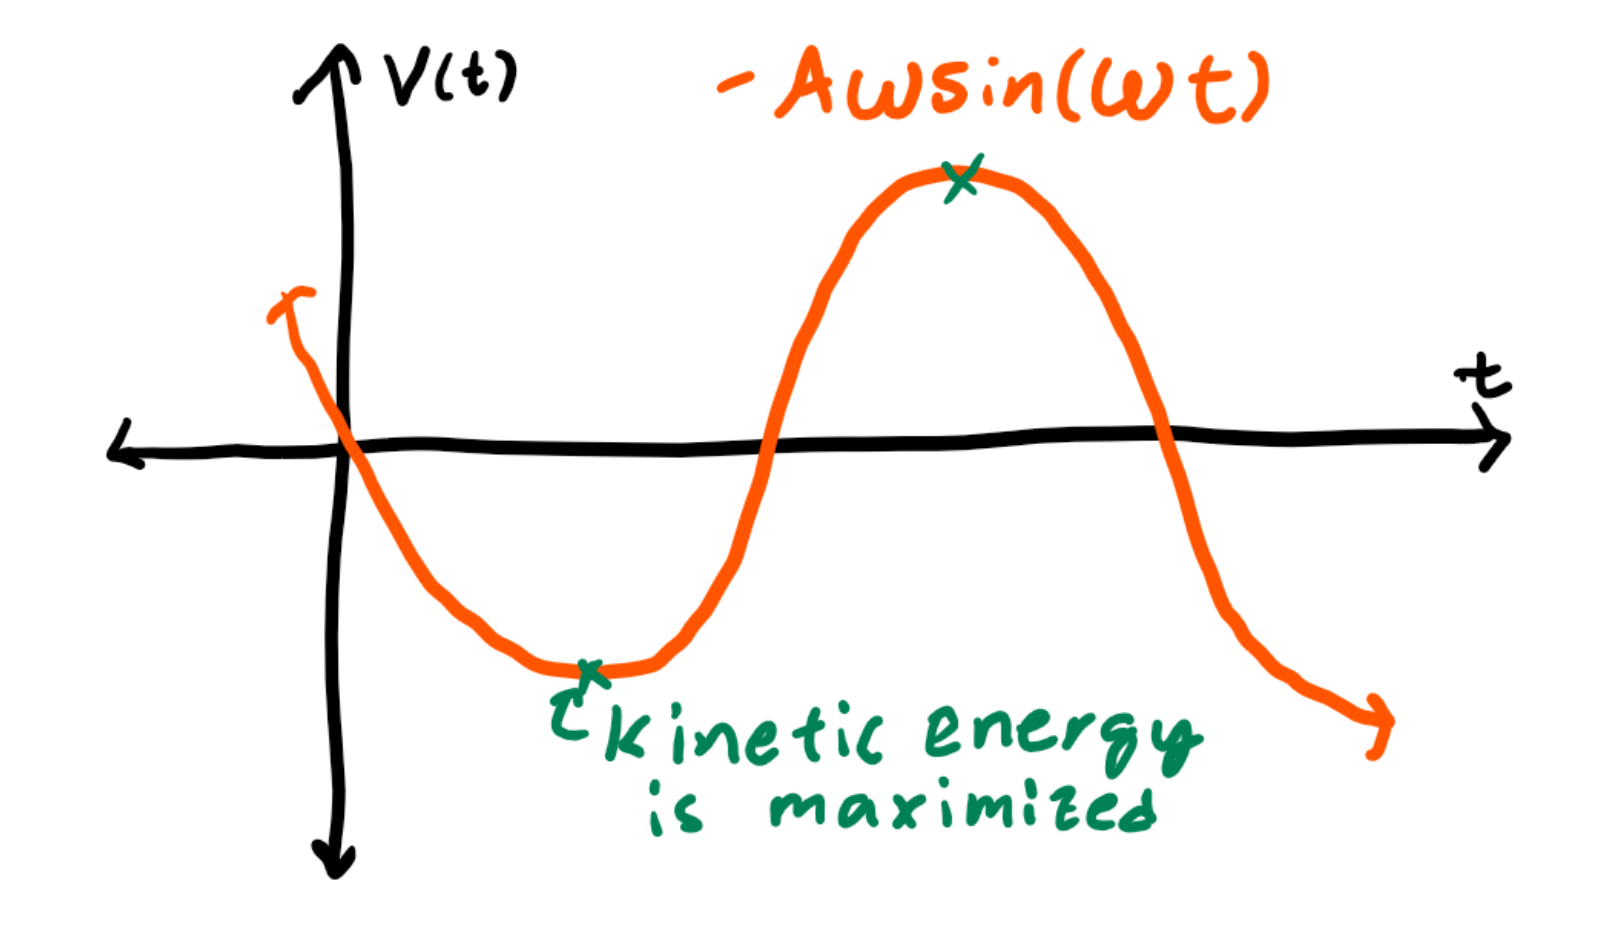 V(t)
-Aωsin(ωt)
t
kinetic energy
is maximized